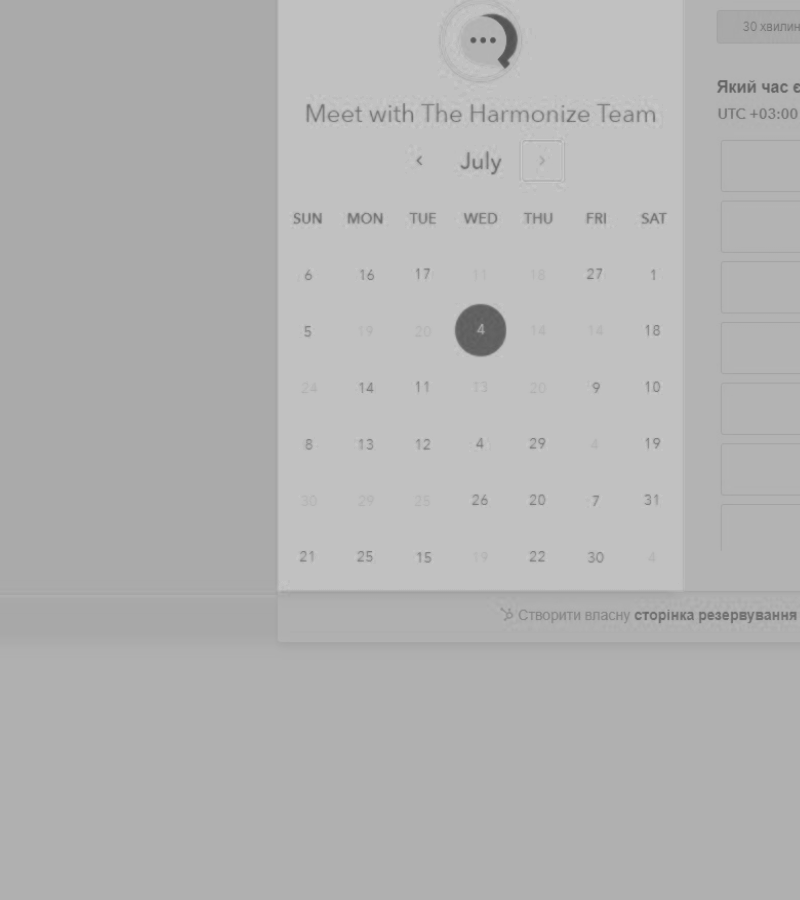 30 хвилин
Meet with The Harmonize Team
Який час є
UTC +03:00
July
SUN MON TUE WED THU FRI SAT
6 16 17 11 18 27 1
5 19 20 4 14 14 18
24 14 11 13 20 9 10
8 13 12 4 29 4 19
30 29 25 26 20 7 31
21 25 15 19 22 30 4
Створити власну сторінка резервування